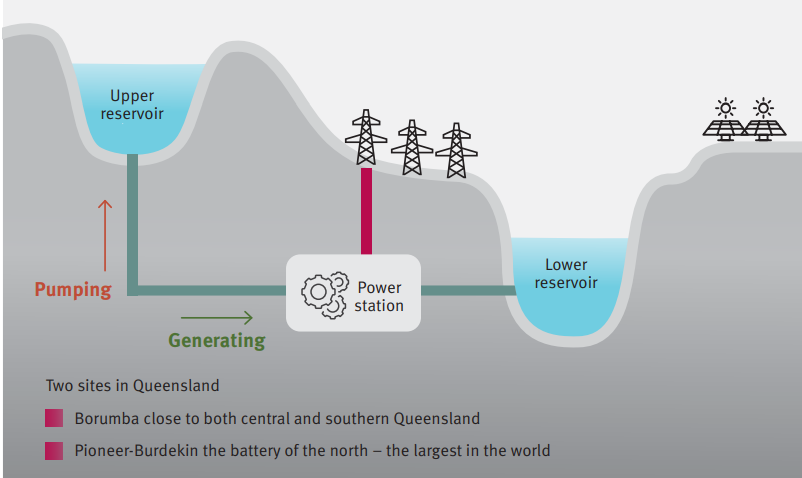 Upper
reservoir
Lower
reservoir
Pumping
Power
station
Generating
Two sites in Queensland
Borumba close to both central and southern Queensland
Pioneer-Burdekin the battery of the north – the largest in the world